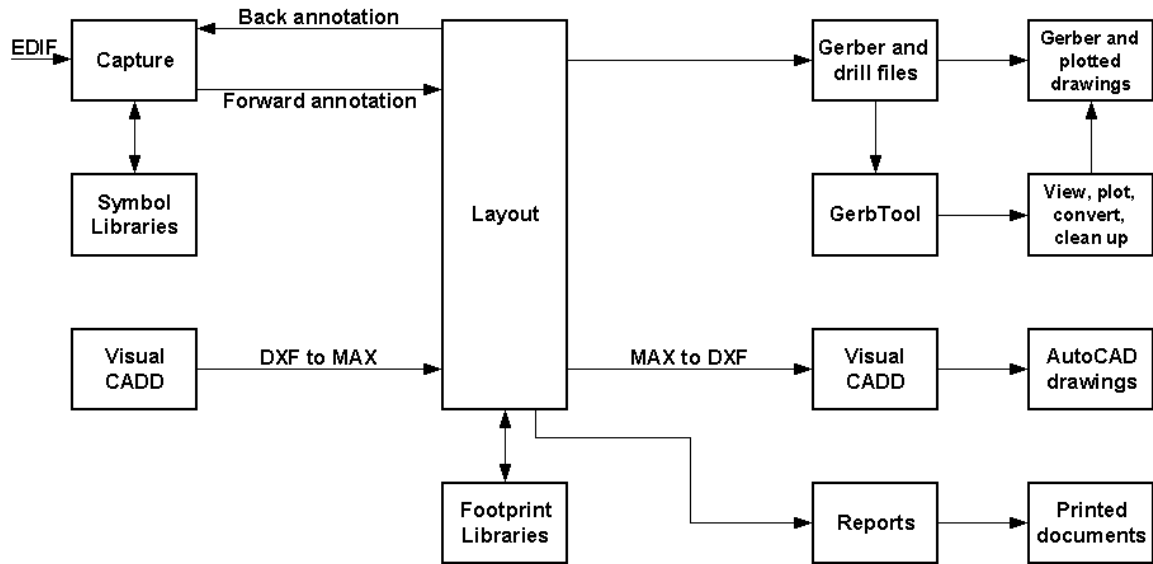 Back annotation
EDIF
Capture
Forward annotation
Symbol
Libraries
Layout
Gerber and
drill files
Gerber and
plotted
drawings
GerbTool
View, plot,
convert,
clean up
Visual
CADD
DXF to MAX
MAX to DXF
Visual
CADD
AutoCAD
drawings
Footprint
Libraries
Reports
Printed
documents